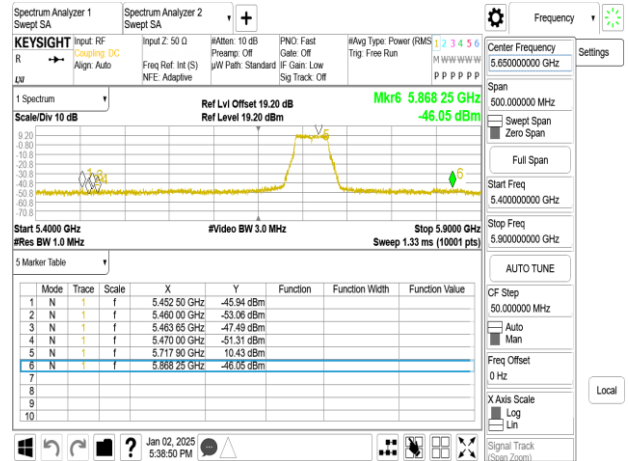 Spectrum Analyzer 1
Swept SA
Spectrum Analyzer 2
Swept SA
+
Frequency
KEYSIGHT
R
Input: RF
Coupling: DC
Align: Auto
Input Z: 50 Ω
Freq Ref: Int (S)
NFE: Adaptive
#Atten: 10 dB
Preamp: Off
µW Path: Standard
PNO: Fast
Gate: Off
IF Gain: Low
Sig Track: Off
#Avg Type: Power (RMS
Trig: Free Run
1 2 3 4 5 6
M W W W W W
P P P P P P
1 Spectrum
Scale/Div 10 dB
Ref Lvl Offset 19.20 dB
Ref Level 19.20 dBm
Mkr6 5.868 25 GHz
-46.05 dBm
9.20
-0.80
-10.8
-20.8
-30.8
-40.8
-50.8
-60.8
-70.8
5
6
Start 5.4000 GHz
#Res BW 1.0 MHz
#Video BW 3.0 MHz
Stop 5.9000 GHz
Sweep 1.33 ms (10001 pts)
5 Marker Table
Mode Trace Scale X Y Function Function Width Function Value
1 N 1 f 5.452 50 GHz -45.94 dBm
2 N 1 f 5.460 00 GHz -53.06 dBm
3 N 1 f 5.463 65 GHz -47.49 dBm
4 N 1 f 5.470 00 GHz -51.31 dBm
5 N 1 f 5.717 90 GHz 10.43 dBm
6 N 1 f 5.868 25 GHz -46.05 dBm
7
8
9
10
Jan 02, 2025
5:38:50 PM
?
Center Frequency
5.650000000 GHz
Settings
Span
500.000000 MHz
Swept Span
Zero Span
Full Span
Start Freq
5.400000000 GHz
Stop Freq
5.900000000 GHz
AUTO TUNE
CF Step
50.000000 MHz
Auto
Man
Freq Offset
0 Hz
X Axis Scale
Log
Lin
Local
Signal Track
(Span Zoom)